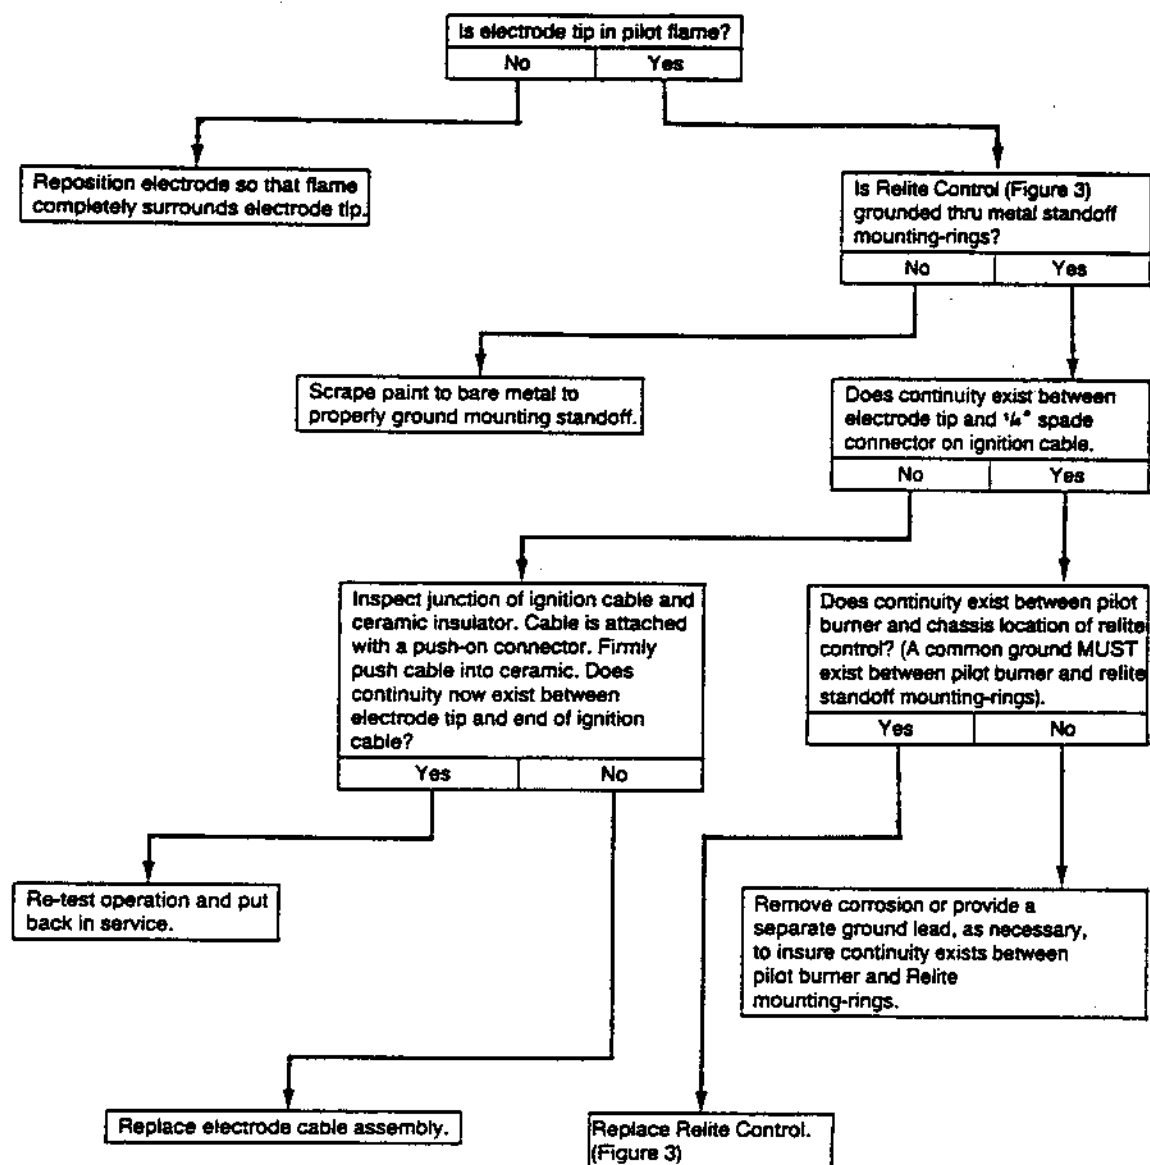 Is electrode tip in pilot flame?
No
Yes
Reposition electrode so that flame
completely surrounds electrode tip.
Is Relite Control (Figure 3)
grounded thru metal standoff
mounting-rings?
No
Yes
Scrape paint to bare metal to
properly ground mounting standoff.
Does continuity exist between
electrode tip and ¼" spade
connector on ignition cable.
No
Yes
Inspect junction of ignition cable and
ceramic insulator. Cable is attached
with a push-on connector. Firmly
push cable into ceramic. Does
continuity now exist between
electrode tip and end of ignition
cable?
Yes
No
Does continuity exist between pilot
burner and chassis location of relite
control? (A common ground MUST
exist between pilot burner and relite
standoff mounting-rings).
Yes
No
Re-test operation and put
back in service.
Remove corrosion or provide a
separate ground lead, as necessary,
to insure continuity exists between
pilot burner and Relite
mounting-rings.
Replace electrode cable assembly.
Replace Relite Control.
(Figure 3)